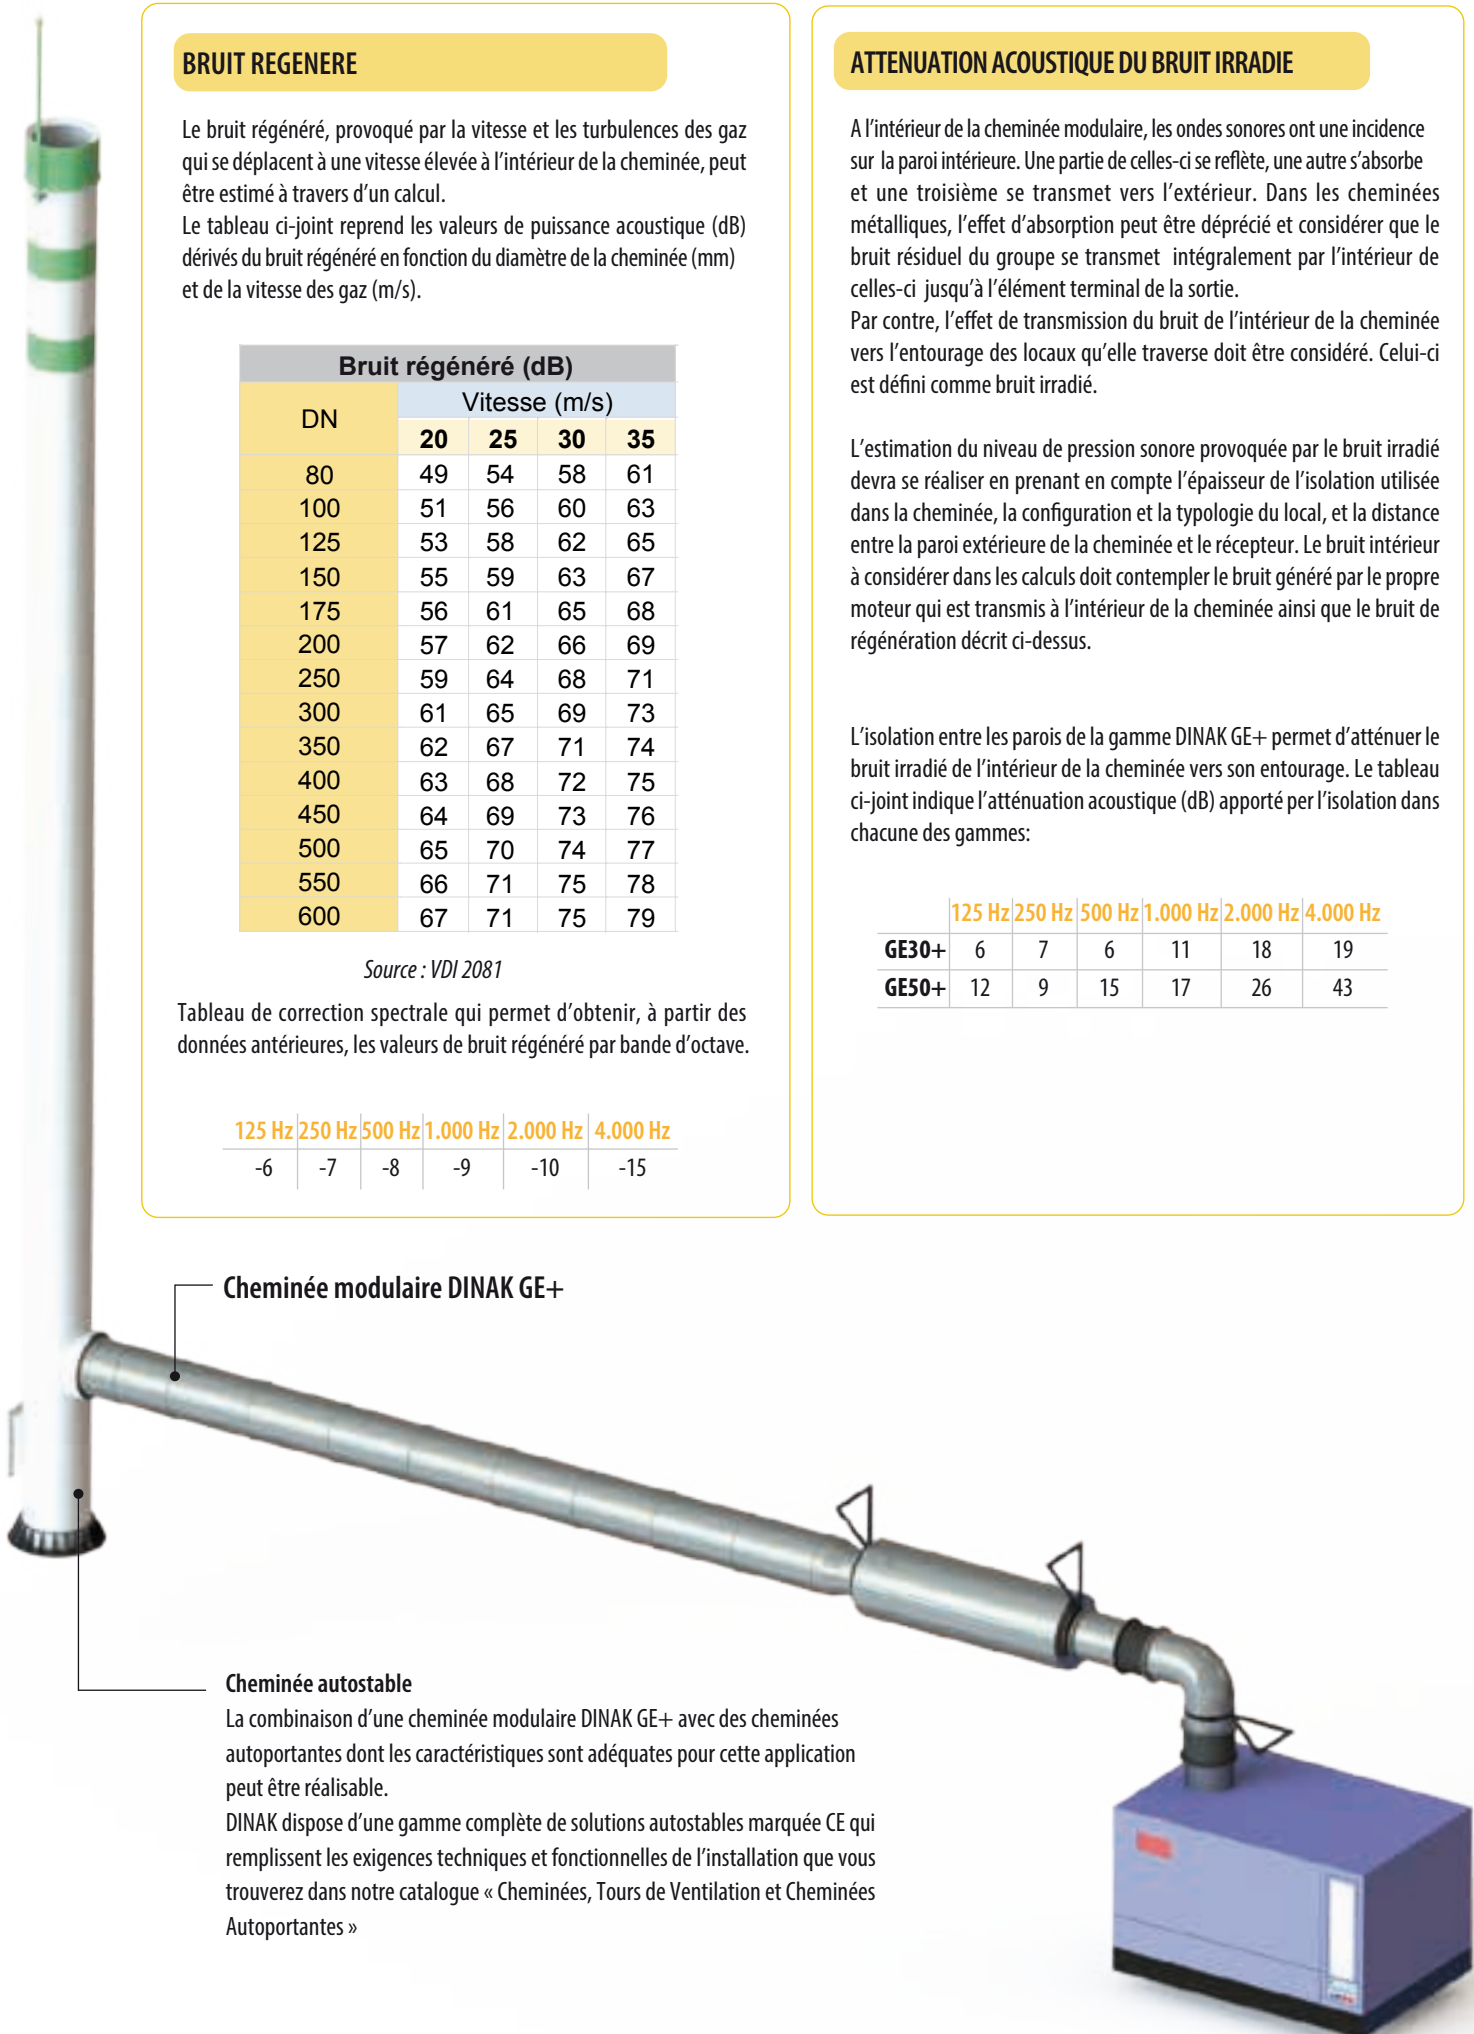 BRUIT REGENERE
Le bruit régénéré, provoqué par la vitesse et les turbulences des gaz
qui se déplacent à une vitesse élevée à l'intérieur de la cheminée, peut
être estimé à travers d'un calcul.
Le tableau ci-joint reprend les valeurs de puissance acoustique (dB)
dérivés du bruit régénéré en fonction du diamètre de la cheminée (mm)
et de la vitesse des gaz (m/s).
Bruit régénéré (dB)
DN Vitesse (m/s)
20 25 30 35
80 49 54 58 61
100 51 56 60 63
125 53 58 62 65
150 55 59 63 67
175 56 61 65 68
200 57 62 66 69
250 59 64 68 71
300 61 65 69 73
350 62 67 71 74
400 63 68 72 75
450 64 69 73 76
500 65 70 74 77
550 66 71 75 78
600 67 71 75 79
Source : VDI 2081
Tableau de correction spectrale qui permet d'obtenir, à partir des
données antérieures, les valeurs de bruit régénéré par bande d'octave.
125 Hz 250 Hz 500 Hz 1.000 Hz 2.000 Hz 4.000 Hz
-6 -7 -8 -9 -10 -15
ATTENUATION ACOUSTIQUE DU BRUIT IRRADIE
A l'intérieur de la cheminée modulaire, les ondes sonores ont une incidence
sur la paroi intérieure. Une partie de celles-ci se reflète, une autre s'absorbe
et une troisième se transmet vers l'extérieur. Dans les cheminées
métalliques, l'effet d'absorption peut être déprécié et considérer que le
bruit résiduel du groupe se transmet intégralement par l'intérieur de
celles-ci jusqu'à l'élément terminal de la sortie.
Par contre, l'effet de transmission du bruit de l'intérieur de la cheminée
vers l'entourage des locaux qu'elle traverse doit être considéré. Celui-ci
est défini comme bruit irradié.
L'estimation du niveau de pression sonore provoquée par le bruit irradié
devra se réaliser en prenant en compte l'épaisseur de l'isolation utilisée
dans la cheminée, la configuration et la typologie du local, et la distance
entre la paroi extérieure de la cheminée et le récepteur. Le bruit intérieur
à considérer dans les calculs doit contempler le bruit généré par le propre
moteur qui est transmis à l'intérieur de la cheminée ainsi que le bruit de
régénération décrit ci-dessus.
L'isolation entre les parois de la gamme DINAK GE+ permet d'atténuer le
bruit irradié de l'intérieur de la cheminée vers son entourage. Le tableau
ci-joint indique l'atténuation acoustique (dB) apporté per l'isolation dans
chacune des gammes:
125 Hz 250 Hz 500 Hz 1.000 Hz 2.000 Hz 4.000 Hz
GE30+ 6 7 6 11 18 19
GE50+ 12 9 15 17 26 43
Cheminée modulaire DINAK GE+
Cheminée autostable
La combinaison d'une cheminée modulaire DINAK GE+ avec des cheminées
autoportantes dont les caractéristiques sont adéquates pour cette application
peut être réalisable.
DINAK dispose d'une gamme complète de solutions autostables marquée CE qui
remplissent les exigences techniques et fonctionnelles de l'installation que vous
trouverez dans notre catalogue « Cheminées, Tours de Ventilation et Cheminées
Autoportantes »